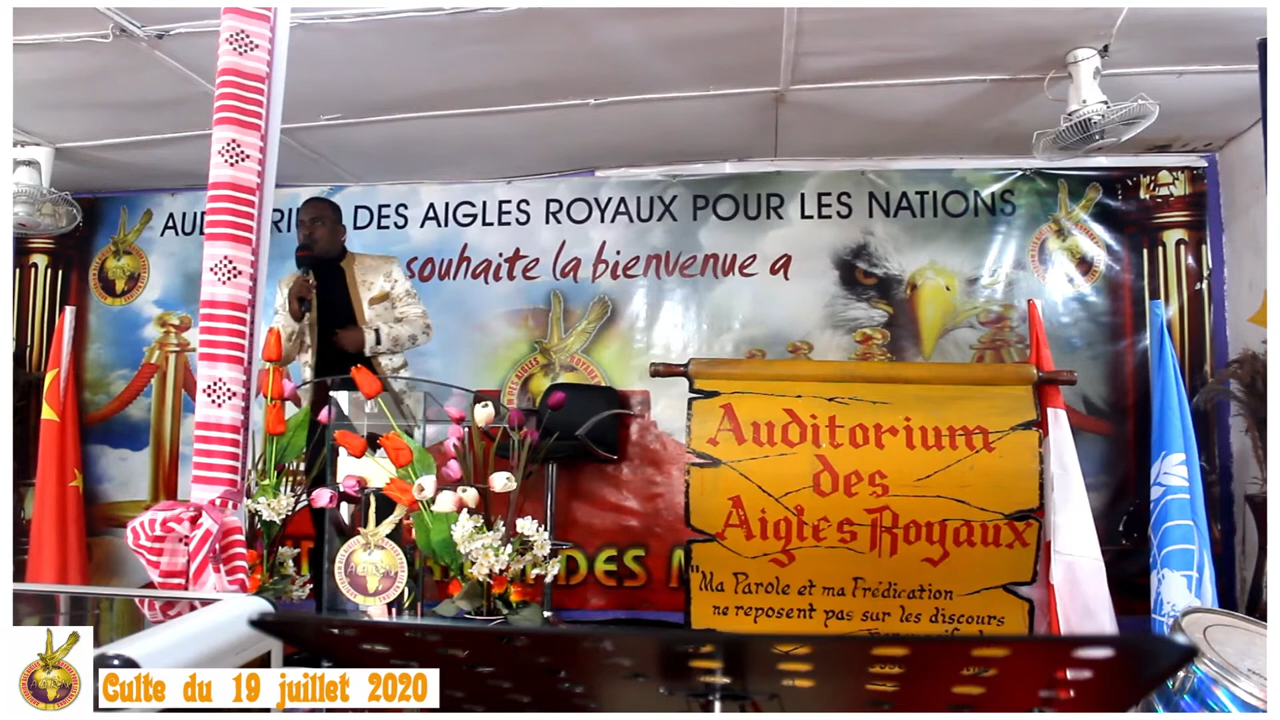 DES AIGLES ROYAUX POUR LES NATIONS
souhaite la bienvenue a
Auditorium
des
Aigles Royaux
"Ma Parole et ma Prédication
ne reposent pas sur les discours
DES
Culte du 19 juillet 2020